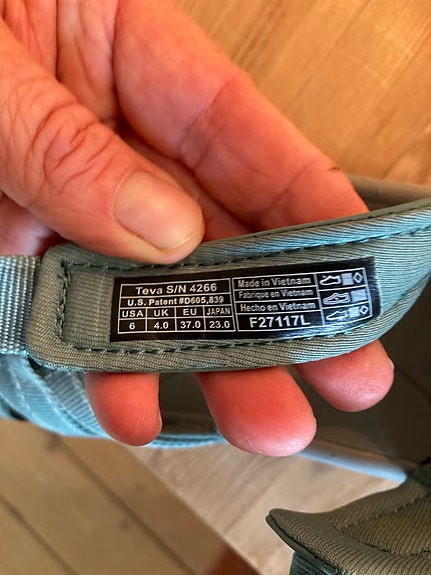 Teva S/N 4266
U.S. Patent #D605,839
USA UK EU JAPAN
6 4.0 37.0 23.0
Made in Vietnam
Fabriqué en Vietnam
Hecho en Vietnam
F27117L